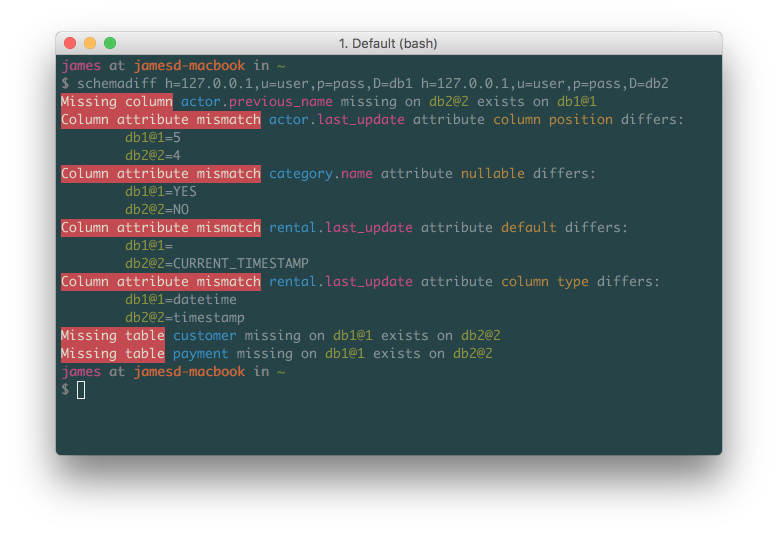 1. Default (bash)
james at jamesd-macbook in ~
$ schemadiff h=127.0.0.1,u=user,p=pass,D=db1 h=127.0.0.1,u=user,p=pass,D=db2
Missing column actor.previous_name missing on db2@2 exists on db1@1
Column attribute mismatch actor.last_update attribute column position differs:
db1@1=5
db2@2=4
Column attribute mismatch category.name attribute nullable differs:
db1@1=YES
db2@2=NO
Column attribute mismatch rental.last_update attribute default differs:
db1@1=
db2@2=CURRENT_TIMESTAMP
Column attribute mismatch rental.last_update attribute column type differs:
db1@1=datetime
db2@2=timestamp
Missing table customer missing on db1@1 exists on db2@2
Missing table payment missing on db1@1 exists on db2@2
james at jamesd-macbook in ~
$